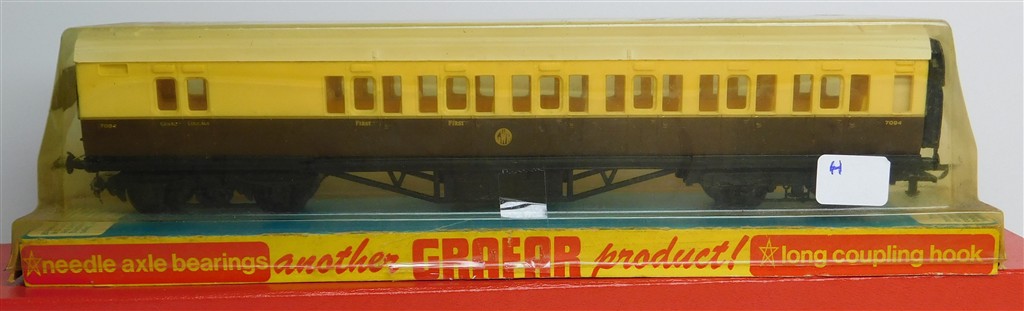 7094
First
First
7094
H
☆needle axle bearings another GRAFAR product! ☆long coupling hook